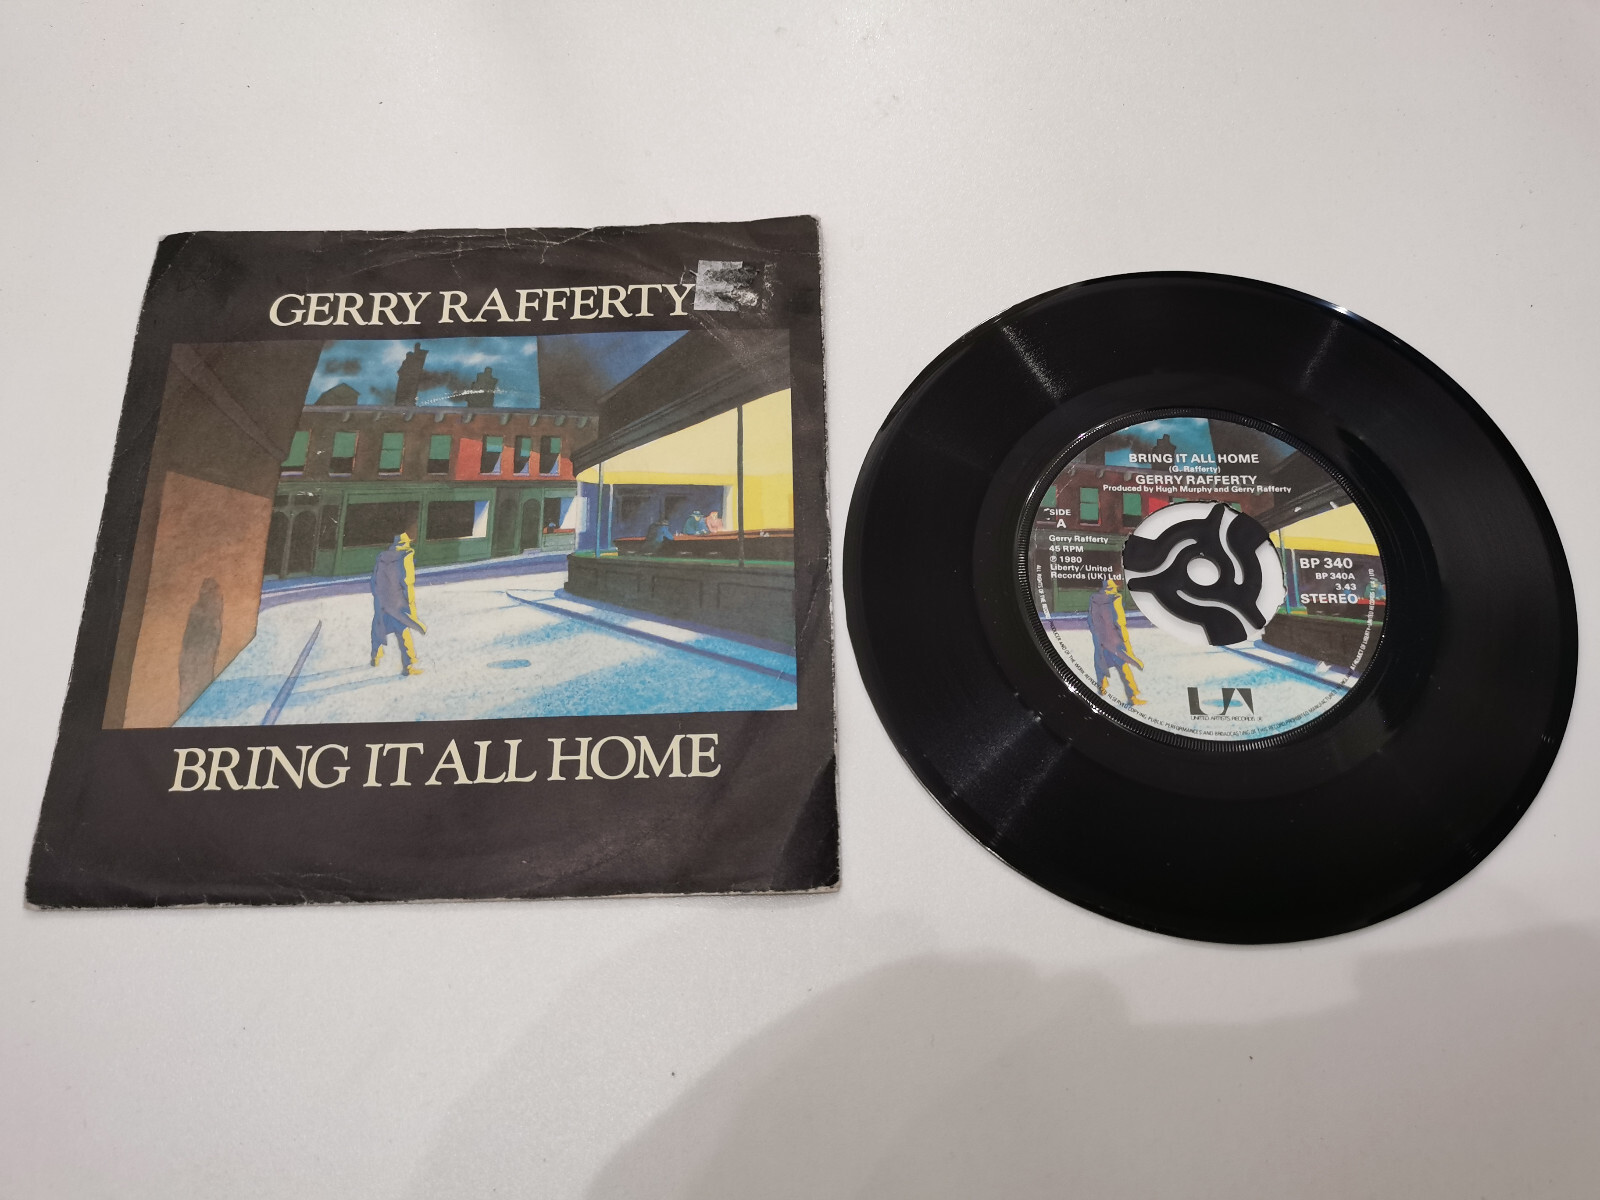 GERRY RAFFERTY
BRING IT ALL HOME
BRING IT ALL HOME
(G. Rafferty)
GERRY RAFFERTY
Produced by Hugh Murphy and Gerry Rafferty
SIDE
A
Gerry Rafferty
45 RPM
℗ 1980
Liberty/United
Records (UK) Ltd.
BP 340
BP 340A
3.43
STEREO
UA
UNITED ARTISTS RECORDS